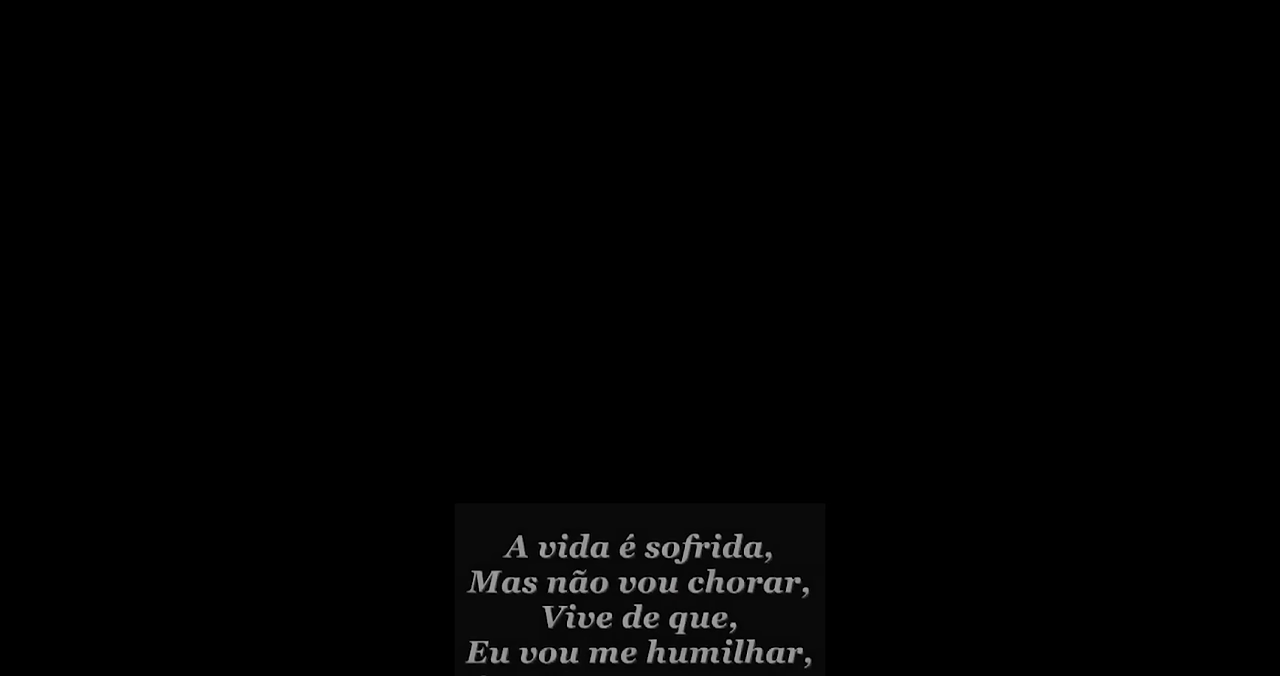 A vida é sofrida,
Mas não vou chorar,
Vive de que,
Eu vou me humilhar,